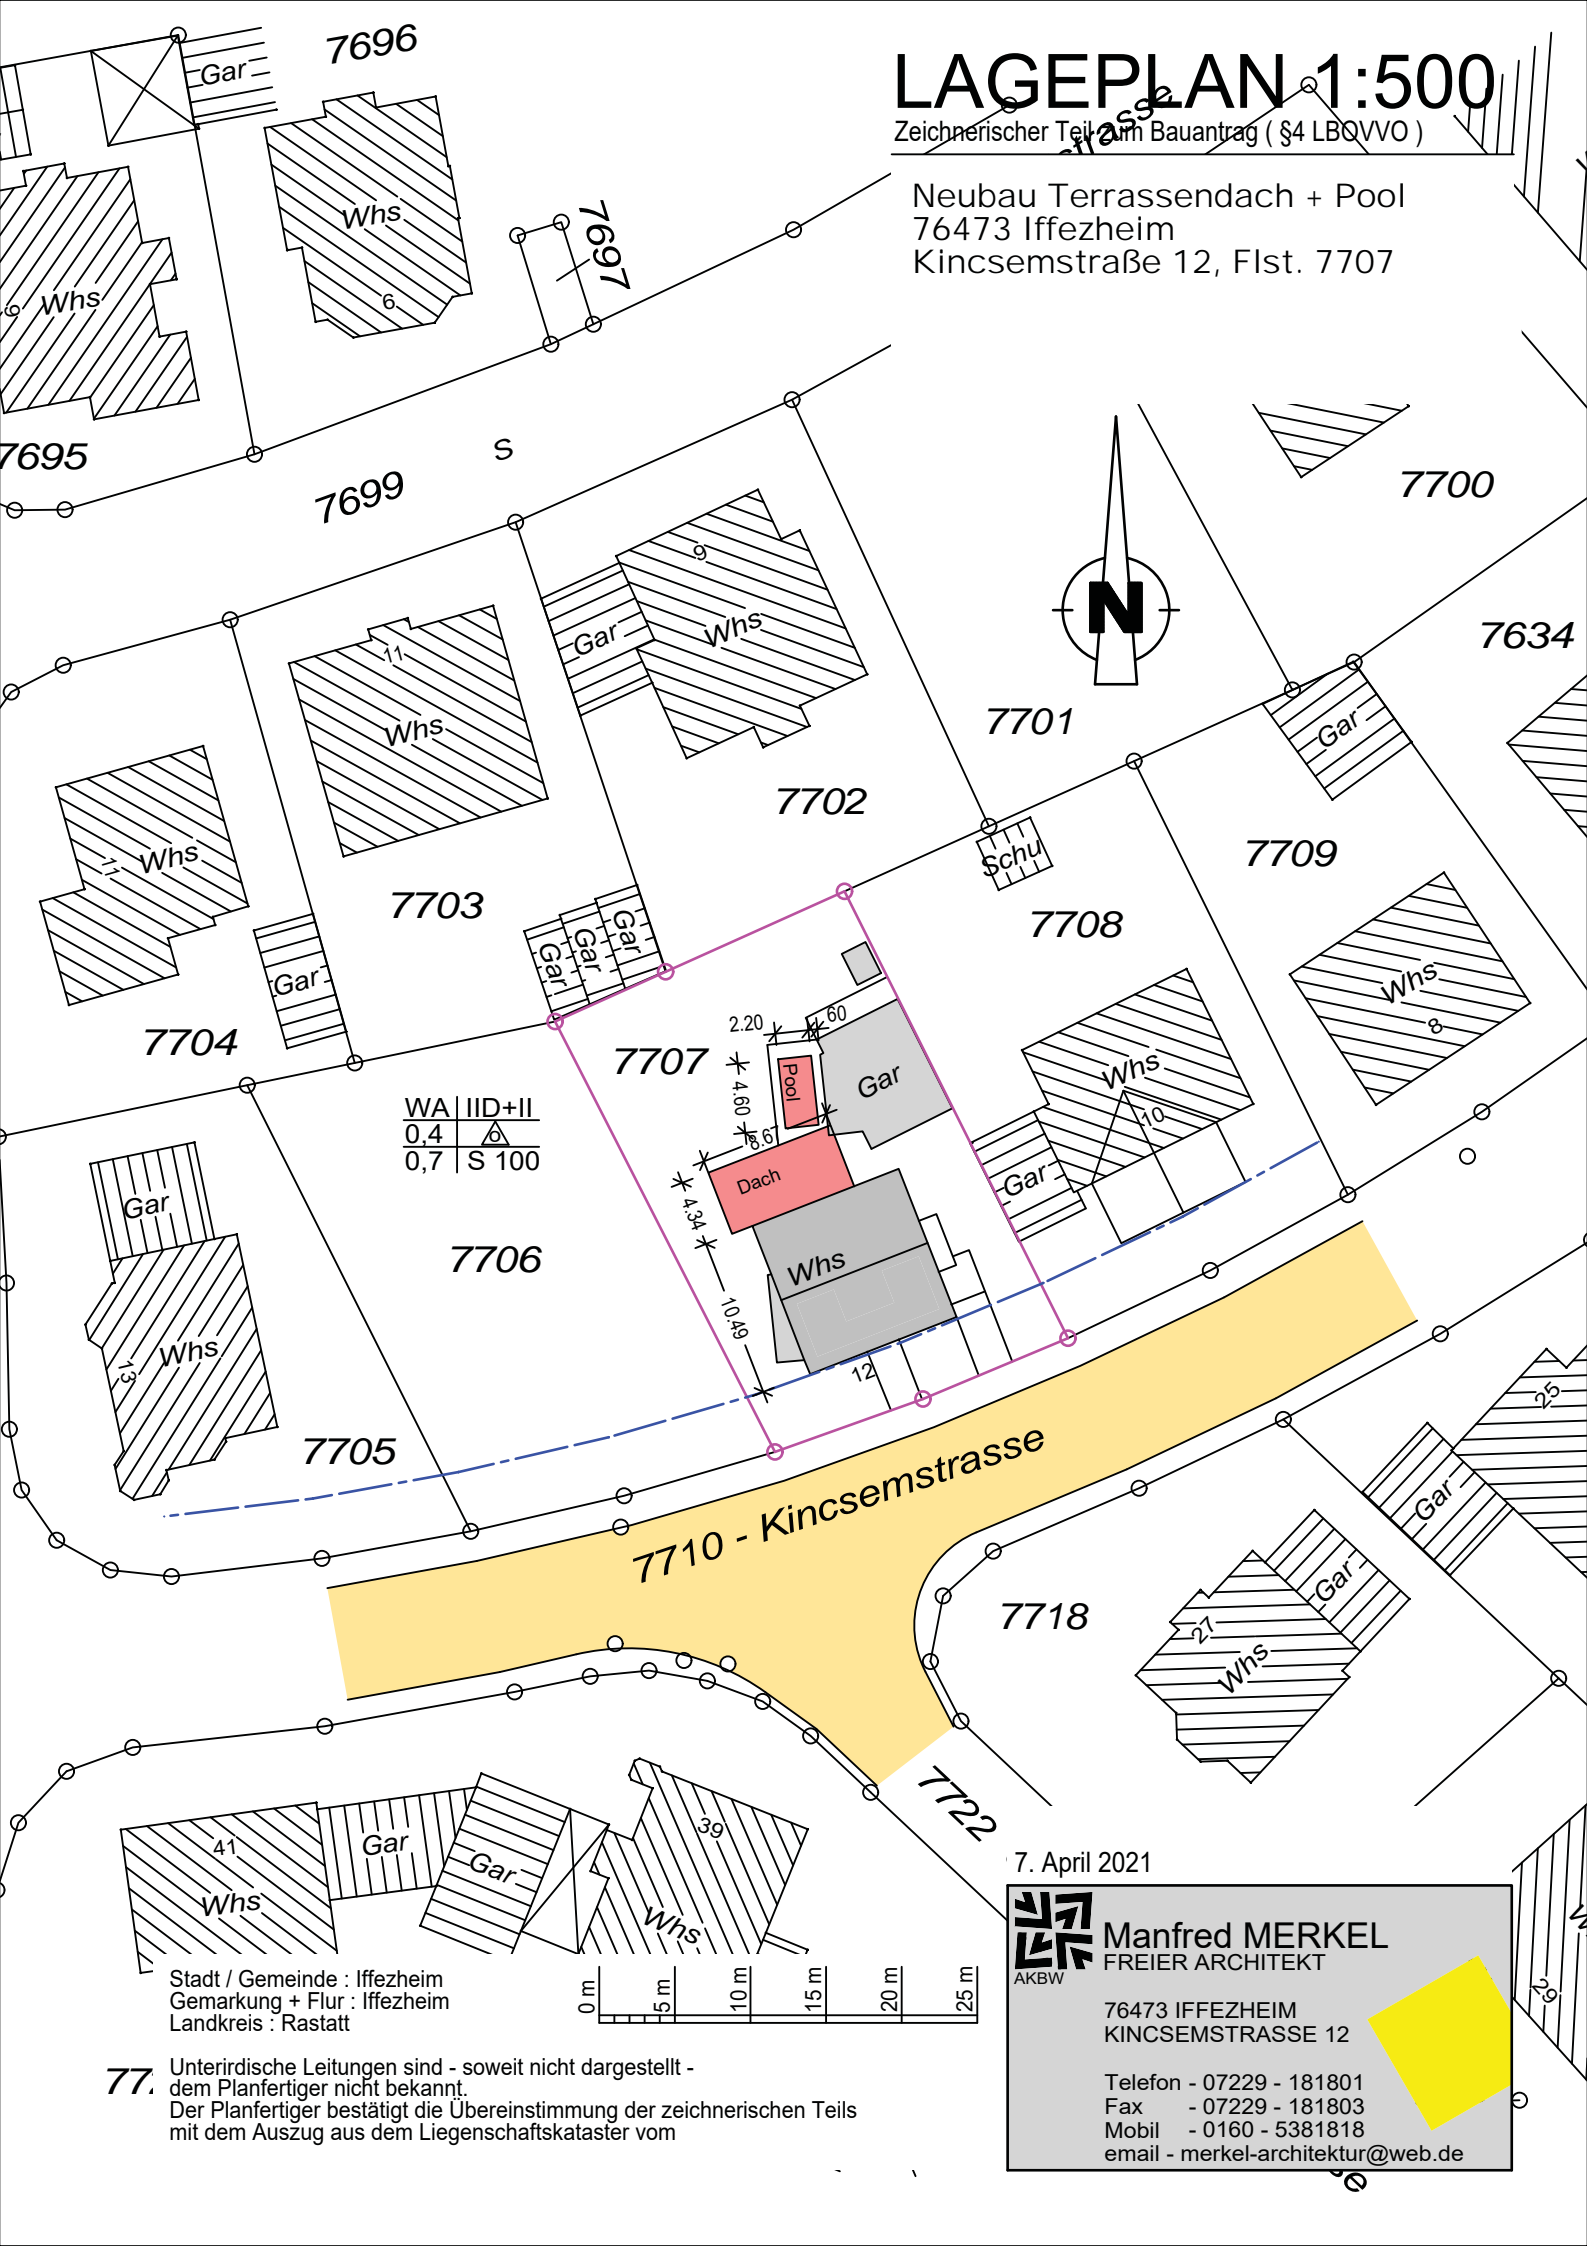 LAGEPLAN 1:500
Zeichnerischer Teil zum Bauantrag ( §4 LBOVVO )
strasse
Neubau Terrassendach + Pool
76473 Iffezheim
Kincsemstraße 12, Flst. 7707
7696
Gar
Whs
6
7697
Whs
9
7695
7699
S
N
7700
7634
7701
Gar
9
Whs
Gar
11
Whs
7702
Whs
11
7703
Gar
Gar
Gar
Gar
7704
Schu
7708
7709
Whs
8
Whs
10
Gar
7707
2.20
60
4.60
Pool
Gar
8.6
Dach
4.34
Whs
10.49
12
WA IID+II
0,4 o
0,7 S 100
7706
Gar
Whs
13
7705
7710 - Kincsemstrasse
7718
25
Gar
Gar
27
Whs
7722
41
Whs
Gar
Gar
39
Whs
29
7. April 2021
AKBW
Manfred MERKEL
FREIER ARCHITEKT
76473 IFFEZHEIM
KINCSEMSTRASSE 12
Telefon - 07229 - 181801
Fax - 07229 - 181803
Mobil - 0160 - 5381818
email - merkel-architektur@web.de
Stadt / Gemeinde : Iffezheim
Gemarkung + Flur : Iffezheim
Landkreis : Rastatt
0 m 5 m 10 m 15 m 20 m 25 m
77
Unterirdische Leitungen sind - soweit nicht dargestellt -
dem Planfertiger nicht bekannt.
Der Planfertiger bestätigt die Übereinstimmung der zeichnerischen Teils
mit dem Auszug aus dem Liegenschaftskataster vom